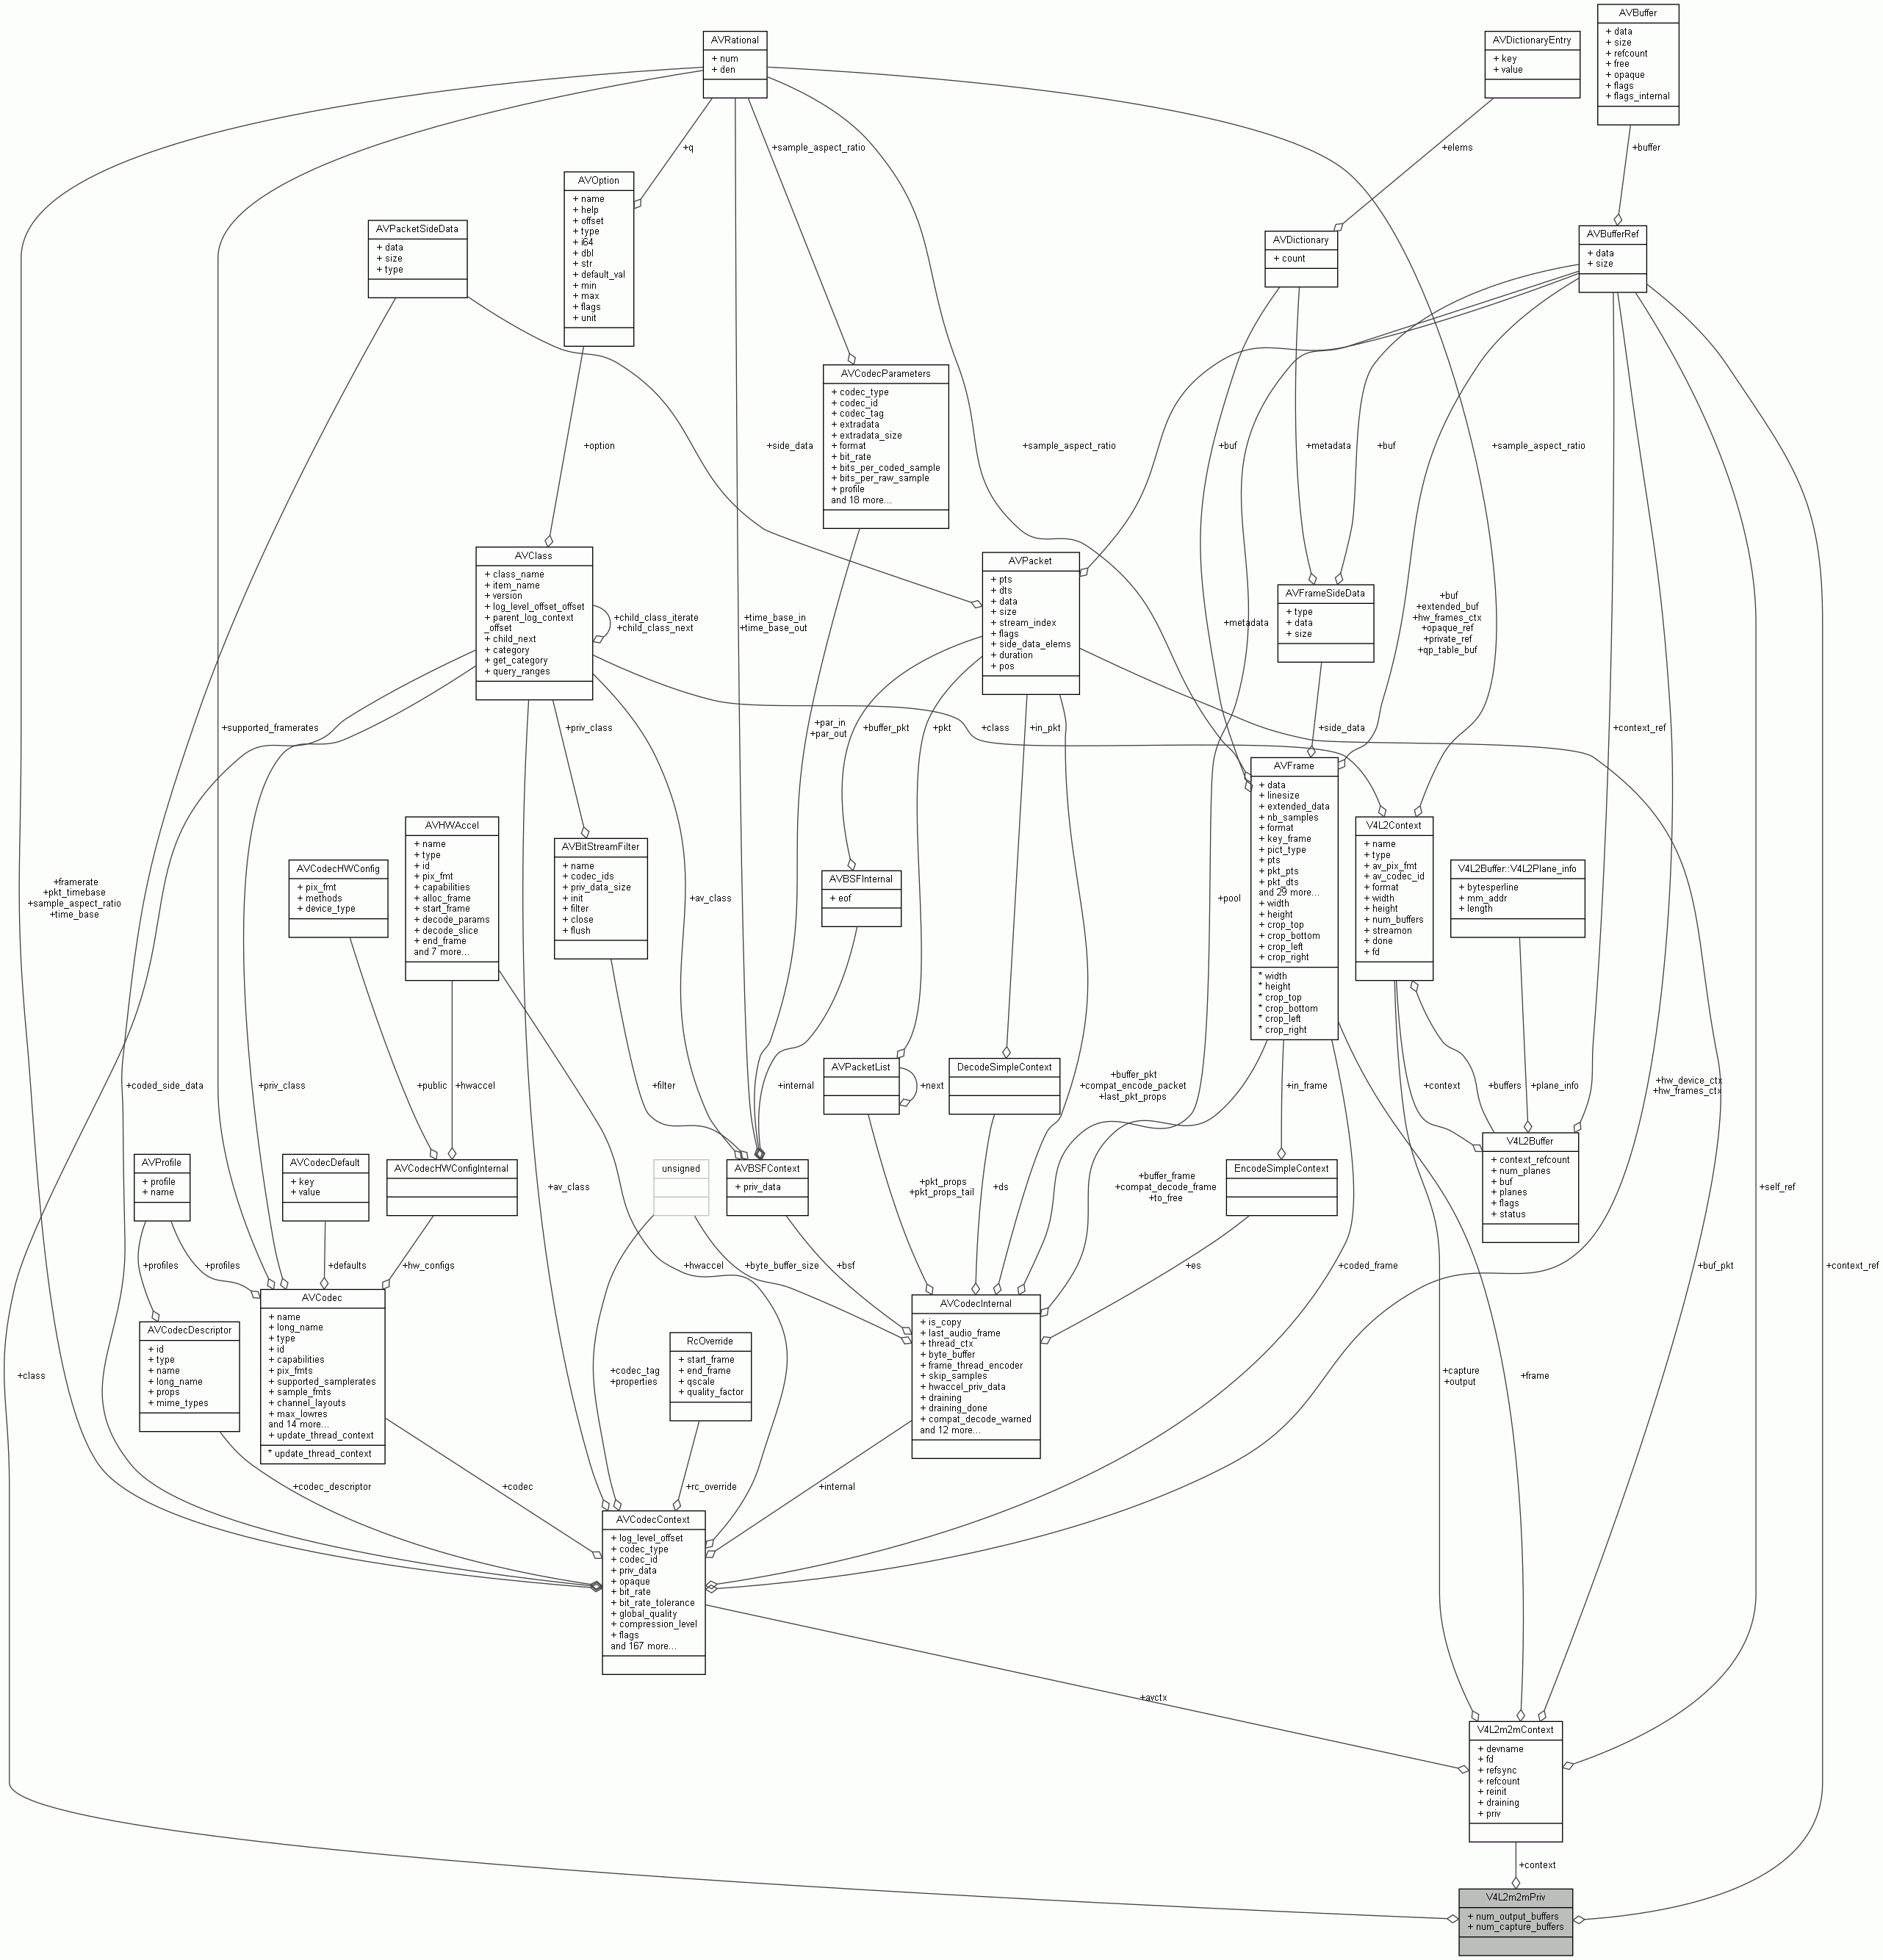 AVBuffer
+ data
+ size
+ refcount
+ free
+ opaque
+ flags
+ flags_internal
AVRational
+ num
+ den
AVDictionaryEntry
+ key
+ value
+q
+sample_aspect_ratio
+elems
+buffer
AVOption
+ name
+ help
+ offset
+ type
+ i64
+ dbl
+ str
+ default_val
+ min
+ max
+ flags
+ unit
AVPacketSideData
+ data
+ size
+ type
AVDictionary
+ count
AVBufferRef
+ data
+ size
AVCodecParameters
+ codec_type
+ codec_id
+ codec_tag
+ extradata
+ extradata_size
+ format
+ bit_rate
+ bits_per_coded_sample
+ bits_per_raw_sample
+ profile
and 18 more...
+option
+side_data
+sample_aspect_ratio
+buf
+metadata
+buf
+sample_aspect_ratio
AVClass
+ class_name
+ item_name
+ version
+ log_level_offset_offset
+ parent_log_context
_offset
+ child_next
+ category
+ get_category
+ query_ranges
+child_class_iterate
+child_class_next
+time_base_in
+time_base_out
AVPacket
+ pts
+ dts
+ data
+ size
+ stream_index
+ flags
+ side_data_elems
+ duration
+ pos
+metadata
AVFrameSideData
+ type
+ data
+ size
+buf
+extended_buf
+hw_frames_ctx
+opaque_ref
+private_ref
+qp_table_buf
+supported_framerates
+priv_class
+par_in
+par_out
+buffer_pkt
+pkt
+class
+in_pkt
+side_data
+context_ref
AVFrame
+ data
+ linesize
+ extended_data
+ nb_samples
+ format
+ key_frame
+ pict_type
+ pts
+ pkt_pts
+ pkt_dts
and 29 more...
+ width
+ height
+ crop_top
+ crop_bottom
+ crop_left
+ crop_right
* width
* height
* crop_top
* crop_bottom
* crop_left
* crop_right
AVHWAccel
+ name
+ type
+ id
+ pix_fmt
+ capabilities
+ alloc_frame
+ start_frame
+ decode_params
+ decode_slice
+ end_frame
and 7 more...
AVCodecHWConfig
+ pix_fmt
+ methods
+ device_type
AVBitStreamFilter
+ name
+ codec_ids
+ priv_data_size
+ init
+ filter
+ close
+ flush
+av_class
AVBSFInternal
+ eof
+pool
V4L2Context
+ name
+ type
+ av_pix_fmt
+ av_codec_id
+ format
+ width
+ height
+ num_buffers
+ streamon
+ done
+ fd
V4L2Buffer::V4L2Plane_info
+ bytesperline
+ mm_addr
+ length
+framerate
+pkt_timebase
+sample_aspect_ratio
+time_base
+coded_side_data
+priv_class
+public
+hwaccel
+filter
+internal
AVPacketList
+next
DecodeSimpleContext
+buffer_pkt
+compat_encode_packet
+last_pkt_props
+in_frame
+context
+buffers
+plane_info
+hw_device_ctx
+hw_frames_ctx
V4L2Buffer
+ context_refcount
+ num_planes
+ buf
+ planes
+ flags
+ status
AVProfile
+ profile
+ name
AVCodecDefault
+ key
+ value
AVCodecHWConfigInternal
+av_class
unsigned
AVBSFContext
+ priv_data
+pkt_props
+pkt_props_tail
+ds
+buffer_frame
+compat_decode_frame
+to_free
EncodeSimpleContext
+self_ref
+profiles
+profiles
+defaults
+hw_configs
+hwaccel
+byte_buffer_size
+bsf
+es
+coded_frame
+buf_pkt
+context_ref
AVCodec
+ name
+ long_name
+ type
+ id
+ capabilities
+ pix_fmts
+ supported_samplerates
+ sample_fmts
+ channel_layouts
+ max_lowres
and 14 more...
+ update_thread_context
* update_thread_context
AVCodecDescriptor
+ id
+ type
+ name
+ long_name
+ props
+ mime_types
+class
+codec_tag
+properties
RcOverride
+ start_frame
+ end_frame
+ qscale
+ quality_factor
AVCodecInternal
+ is_copy
+ last_audio_frame
+ thread_ctx
+ byte_buffer
+ frame_thread_encoder
+ skip_samples
+ hwaccel_priv_data
+ draining
+ draining_done
+ compat_decode_warned
and 12 more...
+capture
+output
+frame
+codec_descriptor
+codec
+rc_override
+internal
AVCodecContext
+ log_level_offset
+ codec_type
+ codec_id
+ priv_data
+ opaque
+ bit_rate
+ bit_rate_tolerance
+ global_quality
+ compression_level
+ flags
and 167 more...
+avctx
V4L2m2mContext
+ devname
+ fd
+ refsync
+ refcount
+ reinit
+ draining
+ priv
+context
V4L2m2mPriv
+ num_output_buffers
+ num_capture_buffers